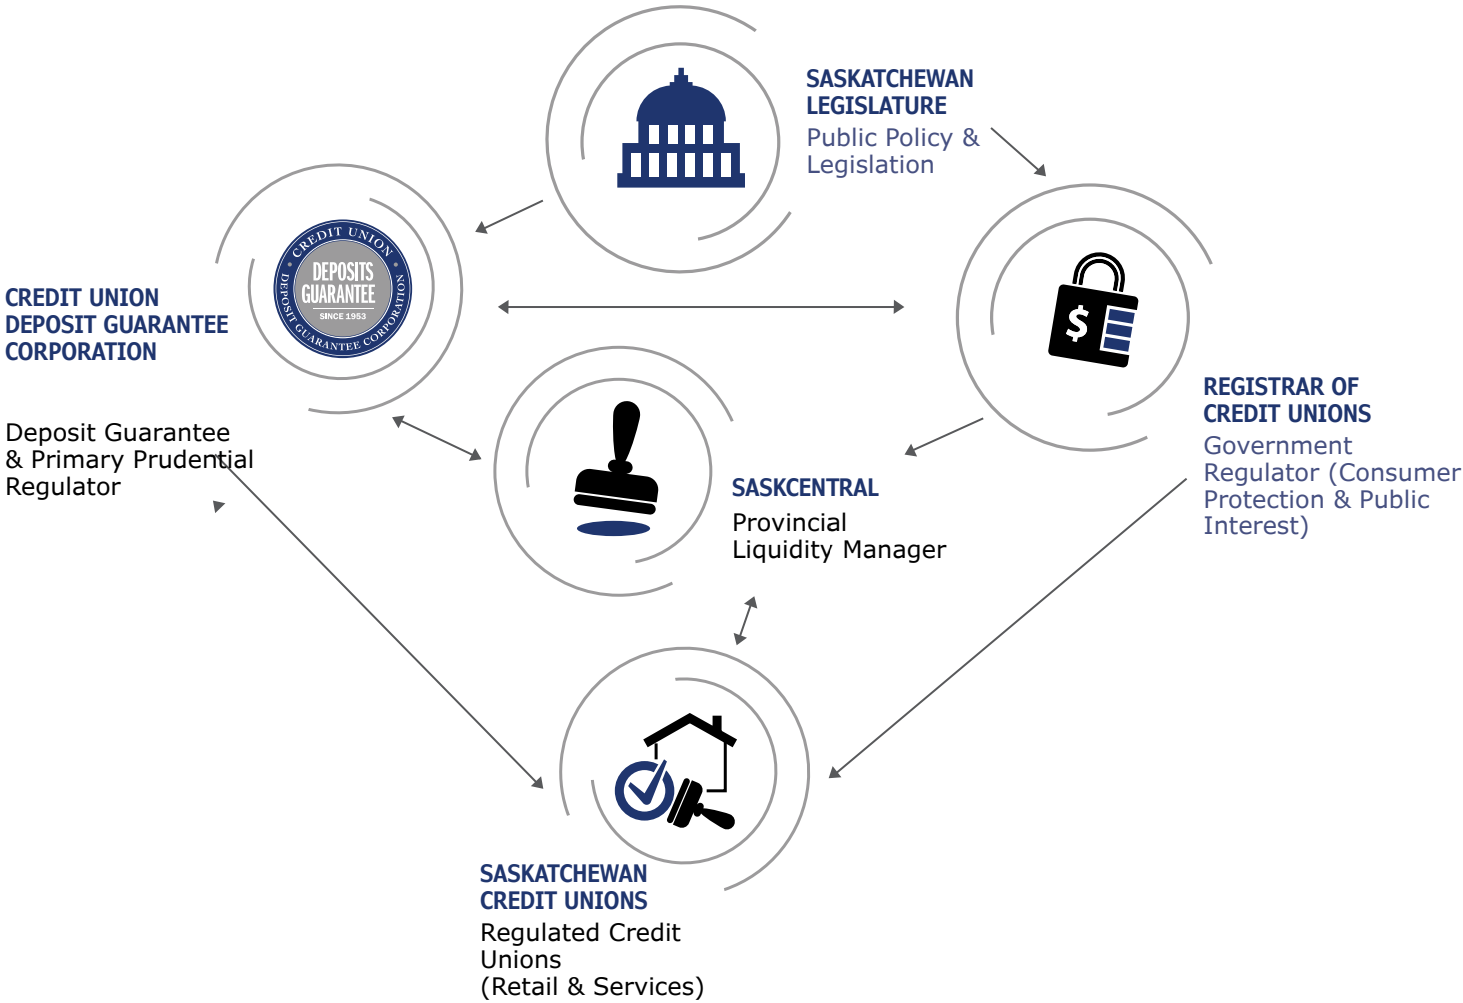 SASKATCHEWAN
LEGISLATURE
Public Policy &
Legislation
CREDIT UNION
DEPOSIT GUARANTEE CORPORATION
DEPOSITS
GUARANTEE
SINCE 1953
CREDIT UNION
DEPOSIT GUARANTEE
CORPORATION
Deposit Guarantee
& Primary Prudential
Regulator
$
REGISTRAR OF
CREDIT UNIONS
Government
Regulator (Consumer
Protection & Public
Interest)
SASKCENTRAL
Provincial
Liquidity Manager
SASKATCHEWAN
CREDIT UNIONS
Regulated Credit
Unions
(Retail & Services)